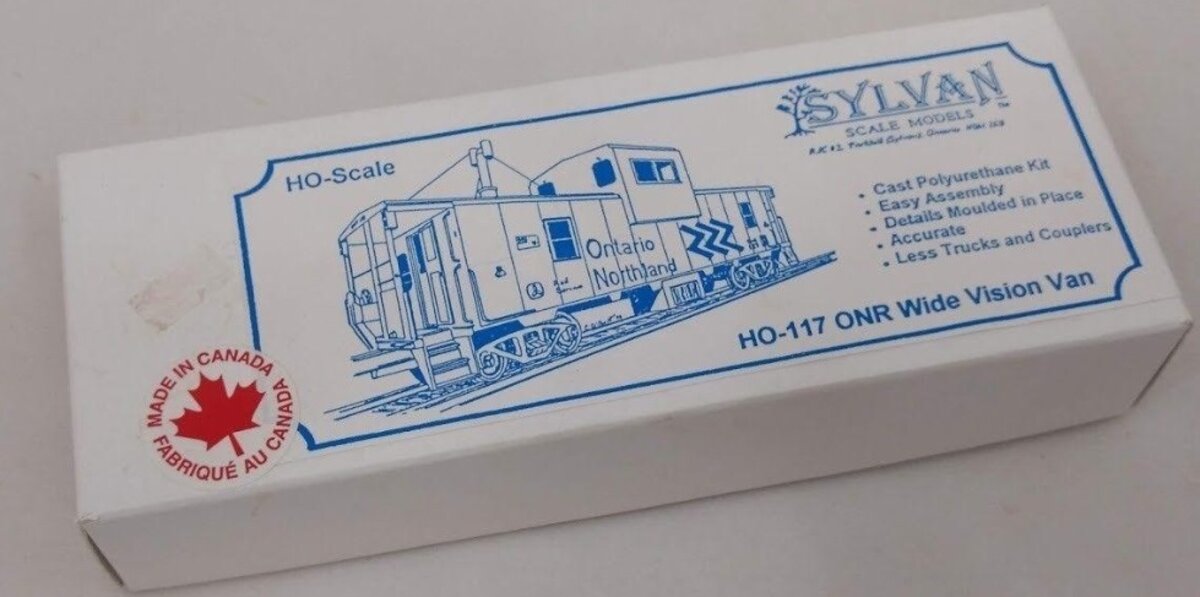 HO-Scale
SYLVAN
SCALE MODELS
R.R. #2,
• Cast Polyurethane Kit
• Easy Assembly
• Details Moulded in Place
• Accurate
• Less Trucks and Couplers
Ontario
Northland
HO-117 ONR Wide Vision Van
MADE IN CANADA
FABRIQUÉ AU CANADA